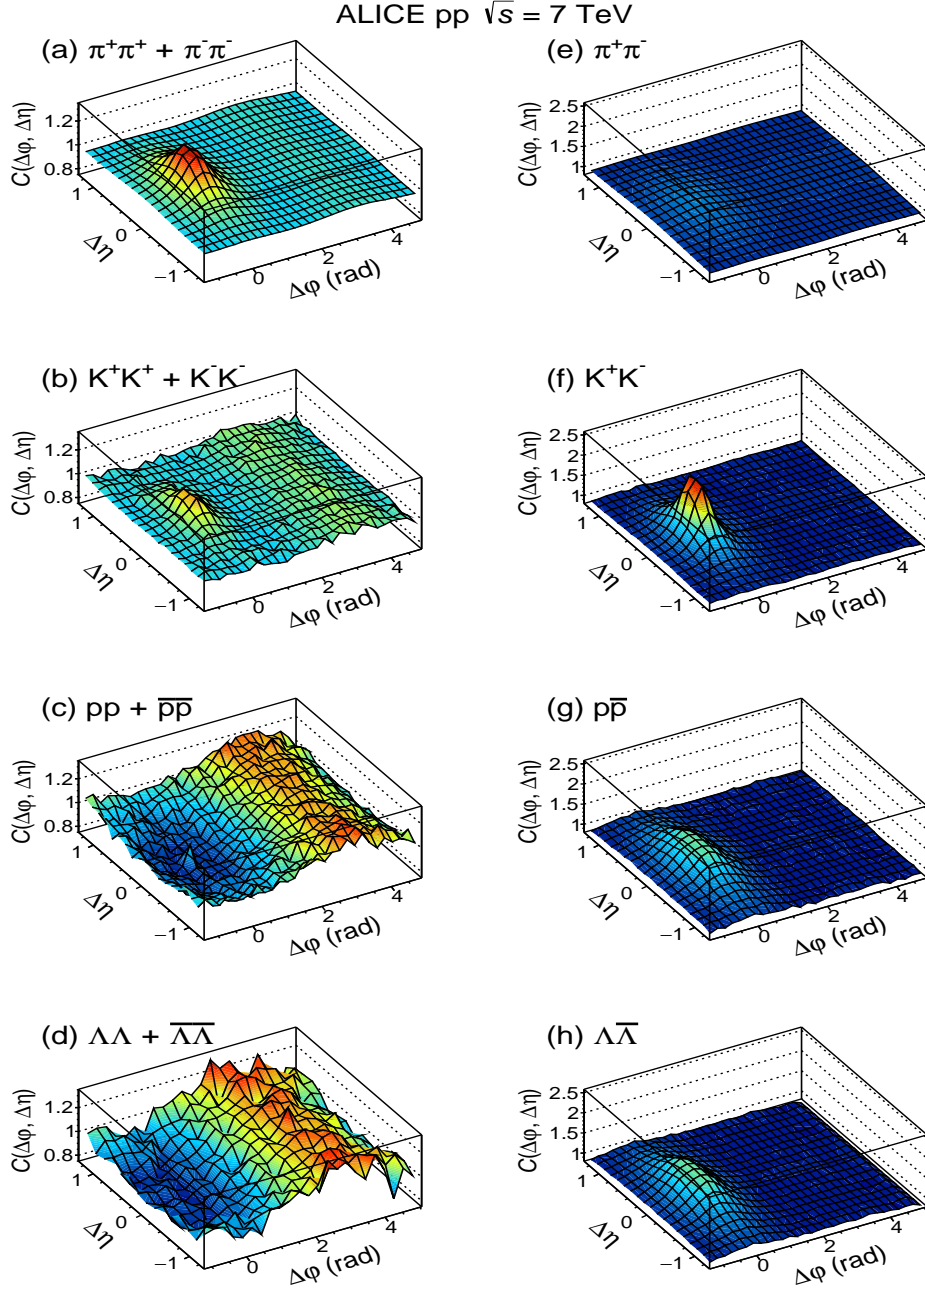 ALICE pp √s = 7 TeV
(a) π⁺π⁺ + π⁻π⁻
C(Δφ, Δη)
1.2
1
0.8
1
0
−1
Δη
0
2
4
Δφ (rad)
(e) π⁺π⁻
C(Δφ, Δη)
2.5
2
1.5
1
1
0
−1
Δη
0
2
4
Δφ (rad)
(b) K⁺K⁺ + K⁻K⁻
C(Δφ, Δη)
1.2
1
0.8
1
0
−1
Δη
0
2
4
Δφ (rad)
(f) K⁺K⁻
C(Δφ, Δη)
2.5
2
1.5
1
1
0
−1
Δη
0
2
4
Δφ (rad)
(c) pp + p̅p̅
C(Δφ, Δη)
1.2
1
0.8
1
0
−1
Δη
0
2
4
Δφ (rad)
(g) pp̅
C(Δφ, Δη)
2.5
2
1.5
1
1
0
−1
Δη
0
2
4
Δφ (rad)
(d) ΛΛ + Λ̅Λ̅
C(Δφ, Δη)
1.2
1
0.8
1
0
−1
Δη
0
2
4
Δφ (rad)
(h) ΛΛ̅
C(Δφ, Δη)
2.5
2
1.5
1
1
0
−1
Δη
0
2
4
Δφ (rad)